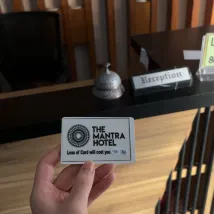 Reception
THE
MANTRA
HOTEL
Loss of Card will cost you